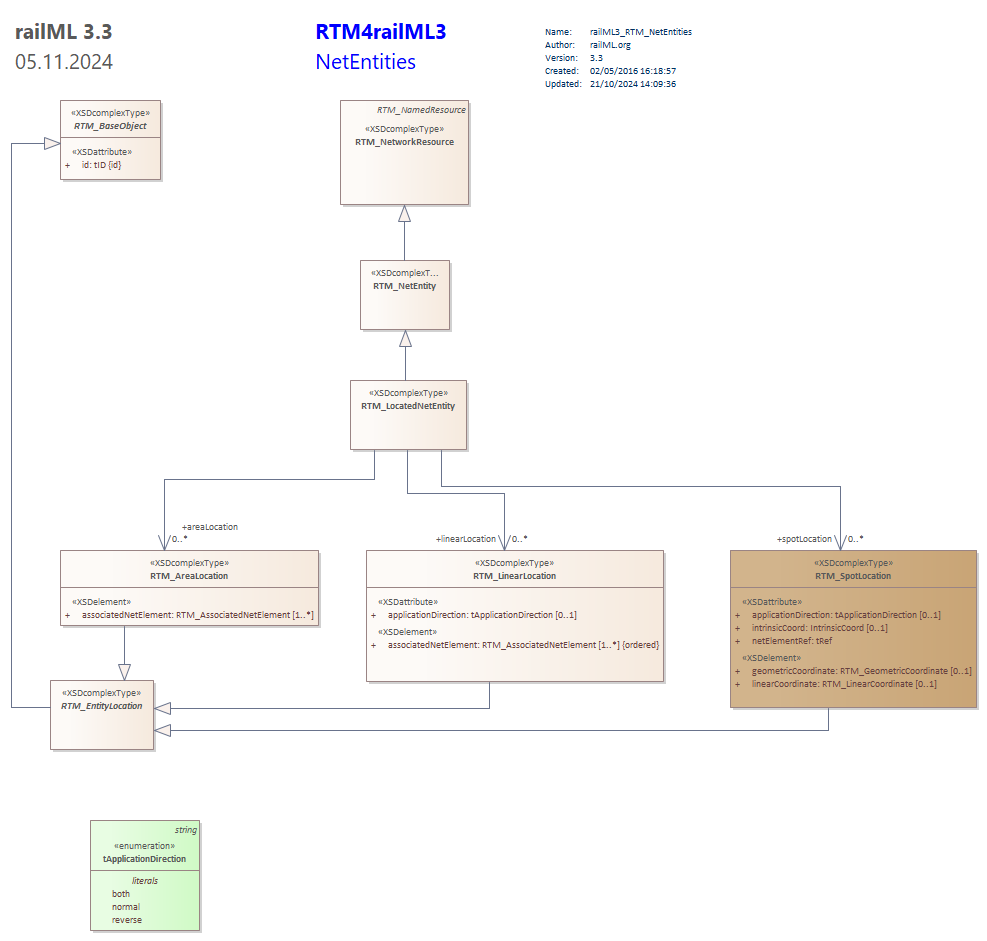 railML 3.3
05.11.2024
RTM4railML3
NetEntities
Name: railML3_RTM_NetEntities
Author: railML.org
Version: 3.3
Created: 02/05/2016 16:18:57
Updated: 21/10/2024 14:09:36
«XSDcomplexType»
RTM_BaseObject
«XSDattribute»
+ id: tID {id}
RTM_NamedResource
«XSDcomplexType»
RTM_NetworkResource
«XSDcomplexT...
RTM_NetEntity
«XSDcomplexType»
RTM_LocatedNetEntity
+areaLocation
0..*
+linearLocation 0..*
+spotLocation 0..*
«XSDcomplexType»
RTM_AreaLocation
«XSDelement»
+ associatedNetElement: RTM_AssociatedNetElement [1..*]
«XSDcomplexType»
RTM_LinearLocation
«XSDattribute»
+ applicationDirection: tApplicationDirection [0..1]
«XSDelement»
+ associatedNetElement: RTM_AssociatedNetElement [1..*] {ordered}
«XSDcomplexType»
RTM_SpotLocation
«XSDattribute»
+ applicationDirection: tApplicationDirection [0..1]
+ intrinsicCoord: IntrinsicCoord [0..1]
+ netElementRef: tRef
«XSDelement»
+ geometricCoordinate: RTM_GeometricCoordinate [0..1]
+ linearCoordinate: RTM_LinearCoordinate [0..1]
«XSDcomplexType»
RTM_EntityLocation
string
«enumeration»
tApplicationDirection
literals
both
normal
reverse